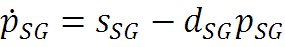 ṗ_SG = s_SG − d_SG p_SG